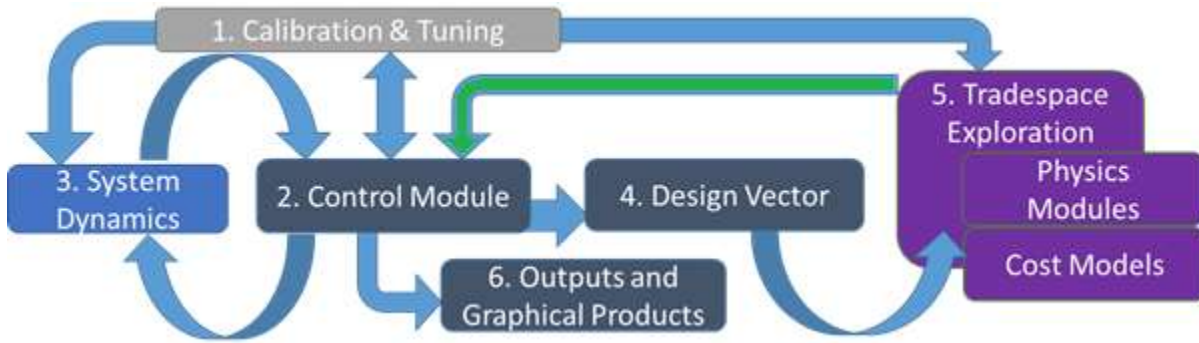 1. Calibration & Tuning
5. Tradespace
Exploration
Physics
Modules
Cost Models
3. System
Dynamics
2. Control Module
4. Design Vector
6. Outputs and
Graphical Products